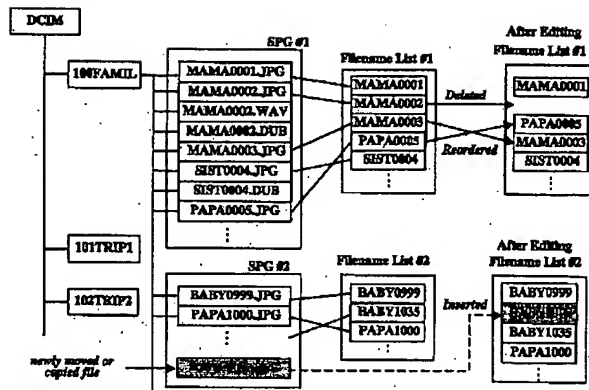 DCIM
100FAMIL
101TRIP1
102TRIP2
newly moved or
copied file
SPG #1
MAMA0001.JPG
MAMA0002.JPG
MAMA0002.WAV
MAMA0002.DUB
MAMA0003.JPG
SIST0004.JPG
SIST0004.DUB
PAPA0005.JPG
Filename List #1
MAMA0001
MAMA0002
MAMA0003
PAPA0005
SIST0004
Deleted
Reordered
After Editing
Filename List #1
MAMA0001
PAPA0005
MAMA0003
SIST0004
SPG #2
BABY0999.JPG
PAPA1000.JPG
Filename List #2
BABY0999
BABY1035
PAPA1000
Inserted
After Editing
Filename List #2
BABY0999
BABY1035
PAPA1000